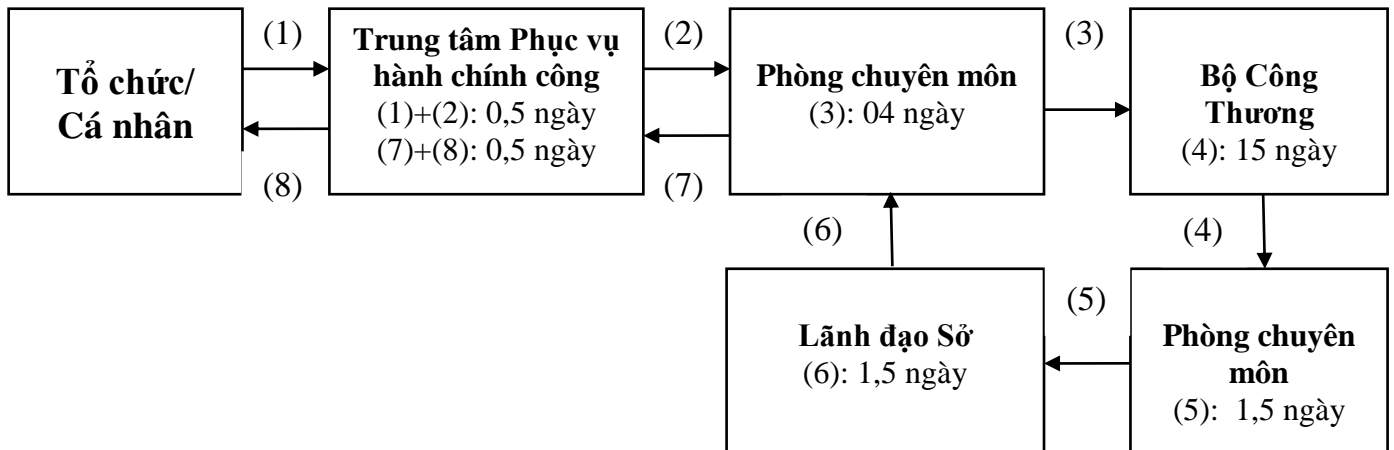 (1)
(2)
(3)
Tổ chức/
Cá nhân
Trung tâm Phục vụ
hành chính công
(1)+(2): 0,5 ngày
(7)+(8): 0,5 ngày
Phòng chuyên môn
(3): 04 ngày
Bộ Công
Thương
(4): 15 ngày
(8)
(7)
(6)
(4)
(5)
Lãnh đạo Sở
(6): 1,5 ngày
Phòng chuyên
môn
(5): 1,5 ngày